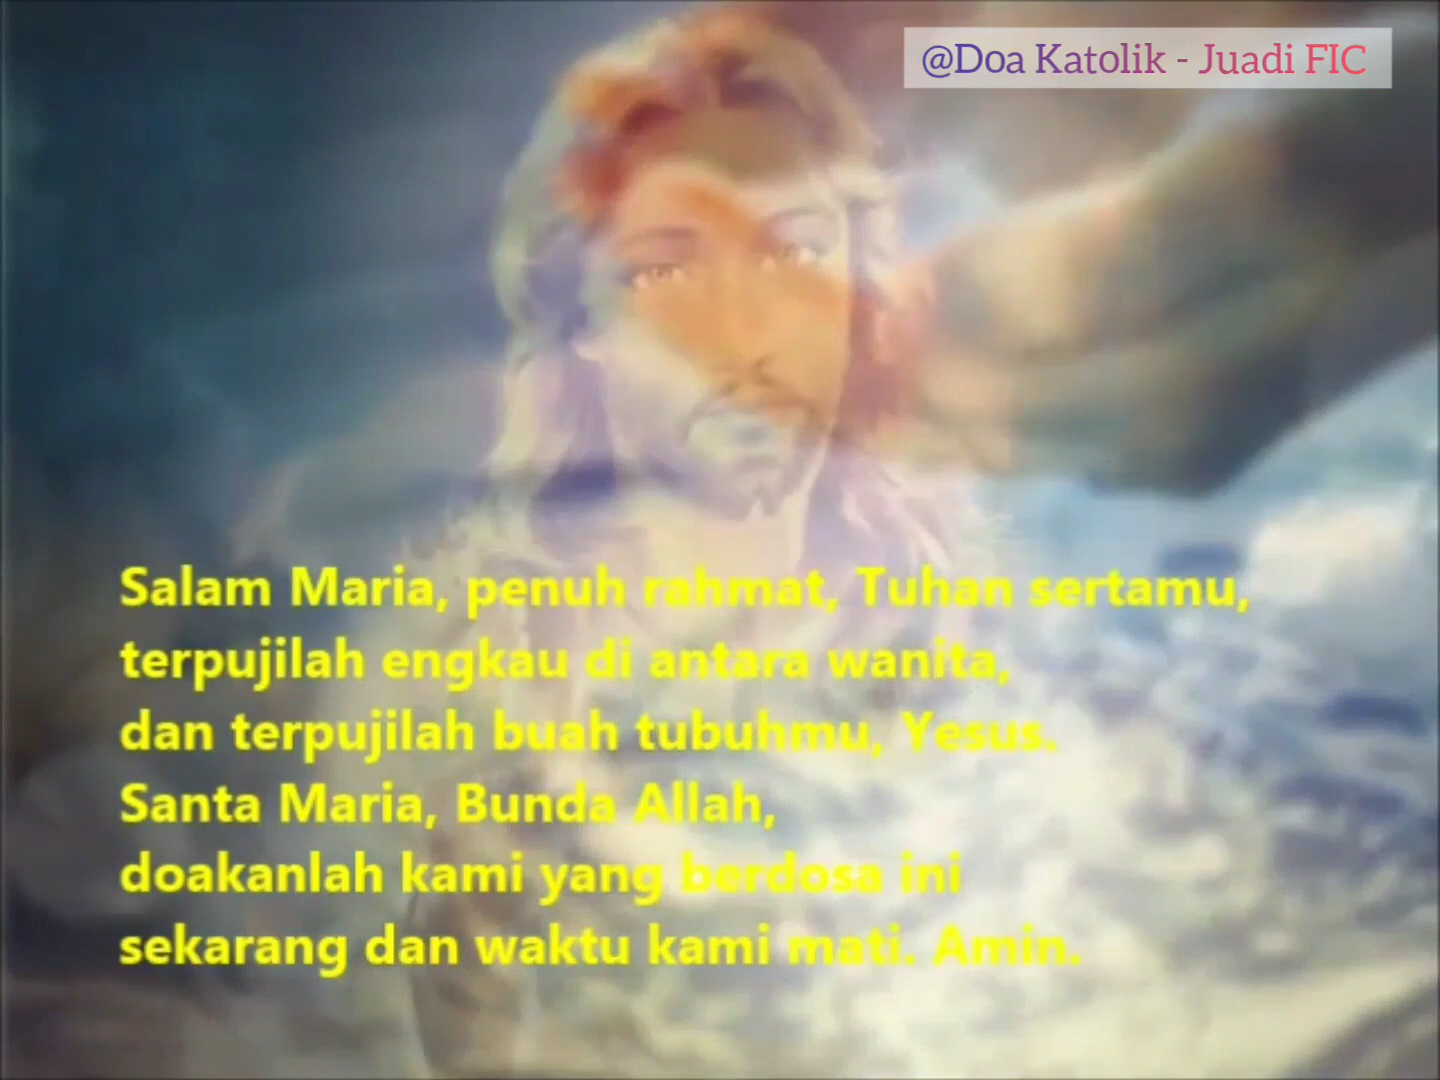 @Doa Katolik - Juadi FIC
Salam Maria, penuh rahmat, Tuhan sertamu,
terpujilah engkau di antara wanita,
dan terpujilah buah tubuhmu, Yesus.
Santa Maria, Bunda Allah,
doakanlah kami yang berdosa ini
sekarang dan waktu kami mati. Amin.